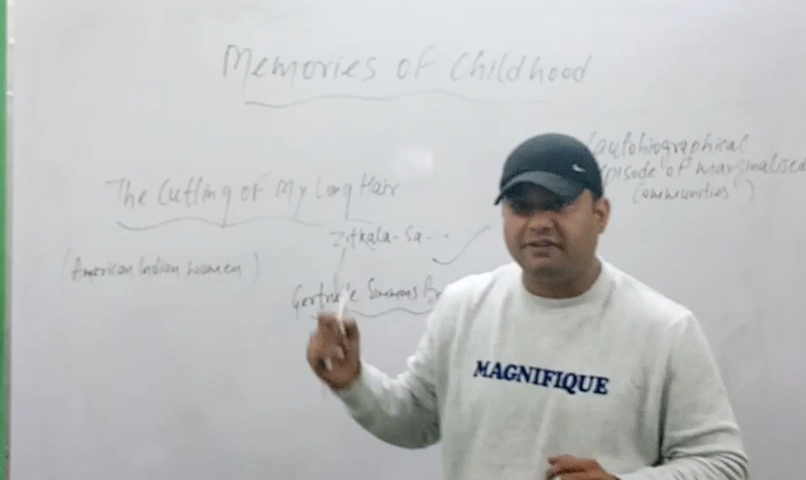 Memories of Childhood
(autobiographical
episode of marginalised
Communities')
The Cutting of My Long Hair
Zitkala-Sa
(American Indian women)
Gertrude Simmons
MAGNIFIQUE